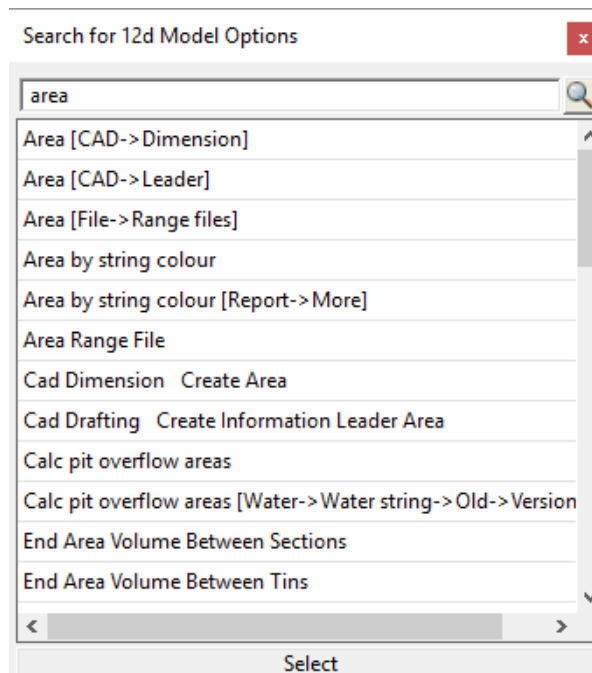 Search for 12d Model Options
x
area
Area [CAD->Dimension]
Area [CAD->Leader]
Area [File->Range files]
Area by string colour
Area by string colour [Report->More]
Area Range File
Cad Dimension   Create Area
Cad Drafting   Create Information Leader Area
Calc pit overflow areas
Calc pit overflow areas [Water->Water string->Old->Version
End Area Volume Between Sections
End Area Volume Between Tins
Select